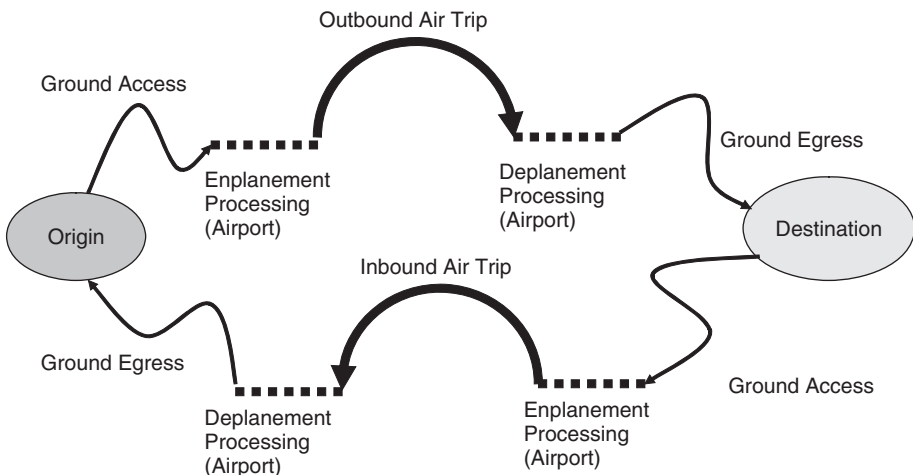 Outbound Air Trip
Ground Access
Ground Egress
Enplanement
Processing
(Airport)
Deplanement
Processing
(Airport)
Origin
Destination
Inbound Air Trip
Ground Egress
Ground Access
Deplanement
Processing
(Airport)
Enplanement
Processing
(Airport)